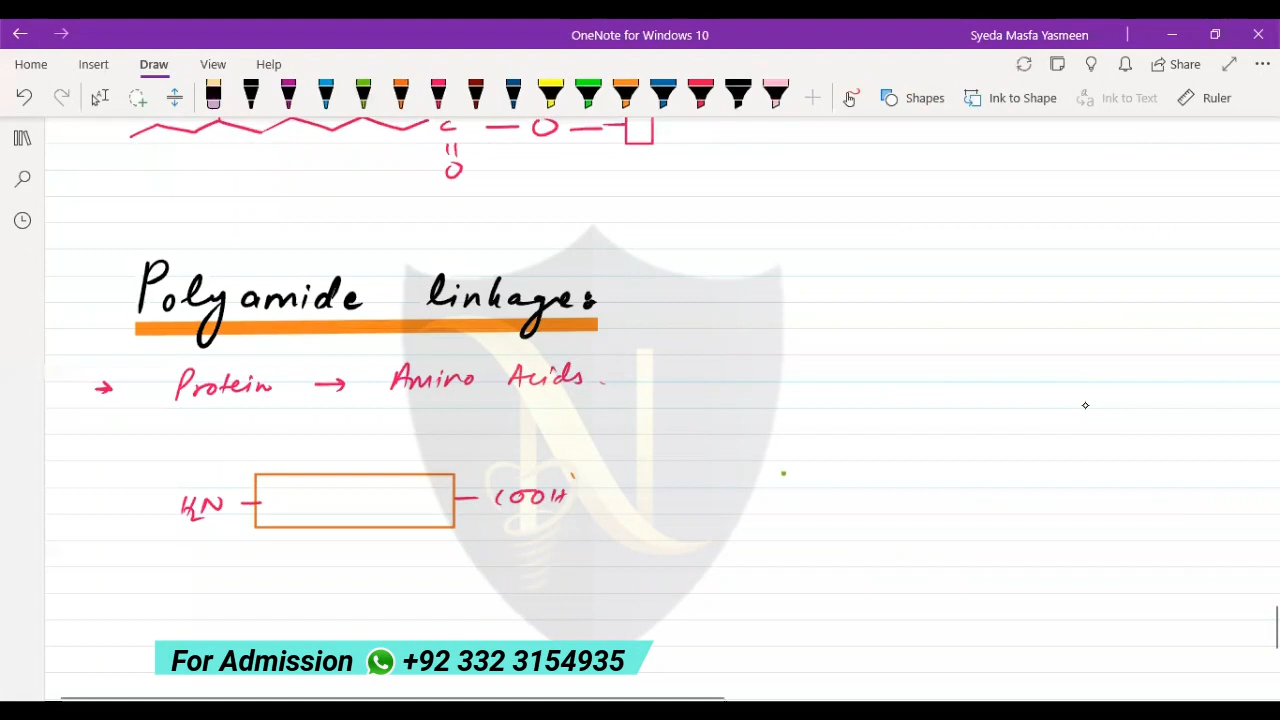 OneNote for Windows 10
Syeda Masfa Yasmeen
Home Insert Draw View Help
Share
Shapes Ink to Shape Ink to Text Ruler
C — O —
O
Polyamide linkages
→ Protein → Amino Acids
H2N — — COOH
For Admission +92 332 3154935